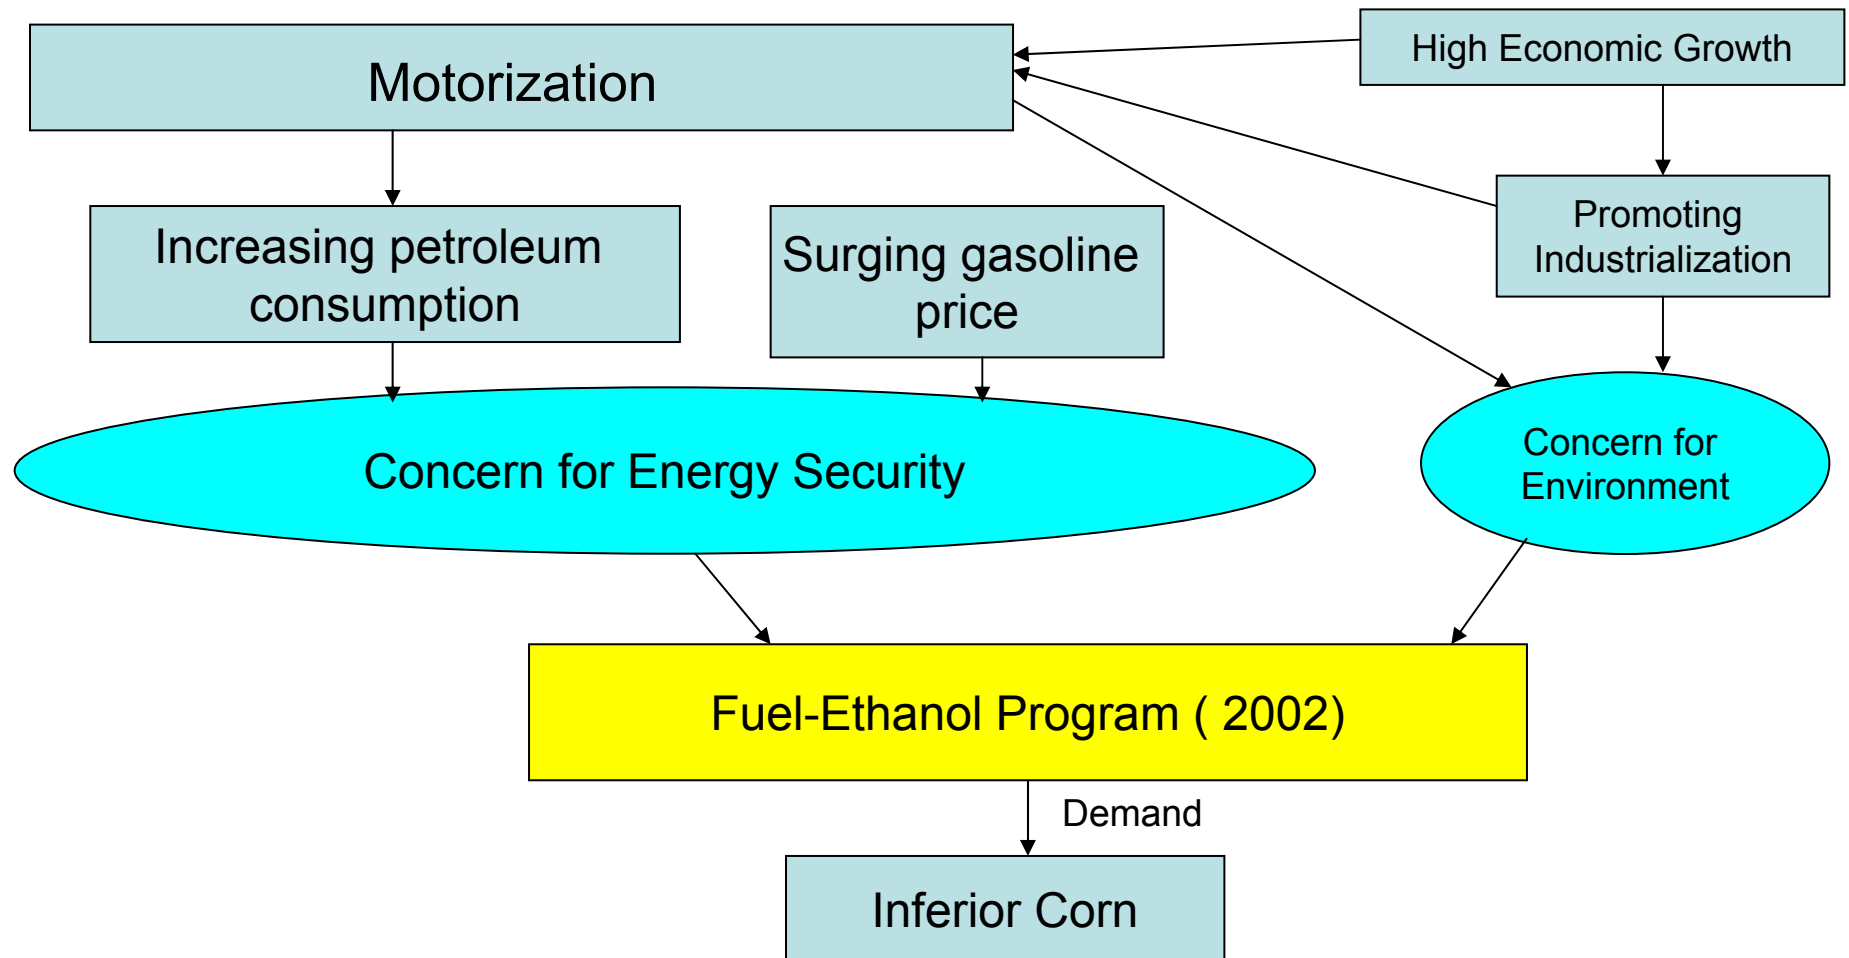 Motorization
High Economic Growth
Increasing petroleum
consumption
Surging gasoline
price
Promoting
Industrialization
Concern for Energy Security
Concern for
Environment
Fuel-Ethanol Program ( 2002)
Demand
Inferior Corn